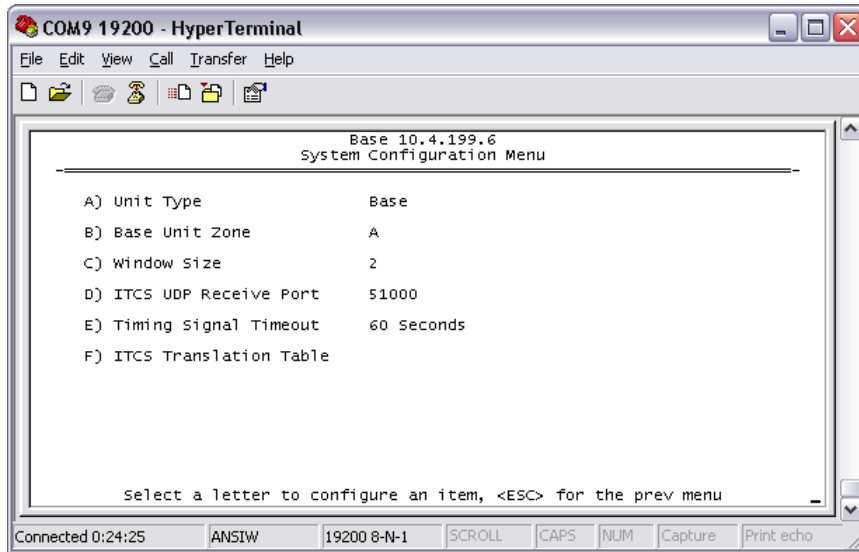 COM9 19200 - HyperTerminal
File Edit View Call Transfer Help
Base 10.4.199.6
System Configuration Menu
A) Unit Type Base
B) Base Unit Zone A
C) Window Size 2
D) ITCS UDP Receive Port 51000
E) Timing Signal Timeout 60 Seconds
F) ITCS Translation Table
Select a letter to configure an item, <ESC> for the prev menu
Connected 0:24:25 ANSIW 19200 8-N-1 SCROLL CAPS NUM Capture Print echo